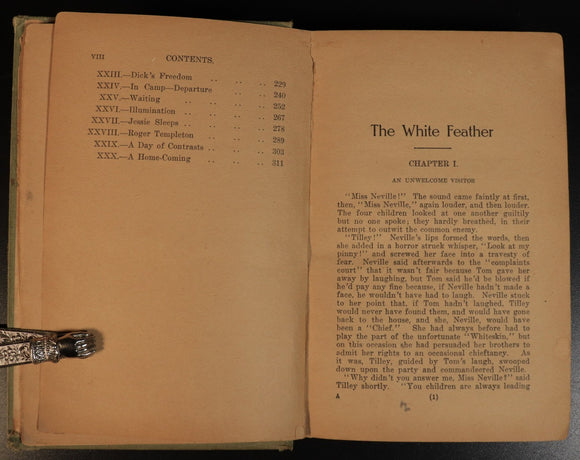 VIII CONTENTS.
XXIII.—Dick's Freedom .. .. .. 229
XXIV.—In Camp—Departure .. .. 240
XXV.—Waiting .. .. .. .. 252
XXVI.—Illumination .. .. .. 267
XXVII.—Jessie Sleeps .. .. .. 278
XXVIII.—Roger Templeton .. .. 289
XXIX.—A Day of Contrasts .. .. .. 303
XXX.—A Home-Coming .. .. .. 311
The White Feather
CHAPTER I.
AN UNWELCOME VISITOR
"Miss Neville!" The sound came faintly at first,
then, "Miss Neville," again louder, and then louder.
The four children looked at one another guiltily
but no one spoke; they hardly breathed, in their
attempt to outwit the common enemy.
"Tilley!" Neville's lips formed the words, then
she added in a horror struck whisper, "Look at my
pinny!" and screwed her face into a travesty of
fear. Neville said afterwards to the "complaints
court" that it wasn't fair because Tom gave her
away by laughing, but Tom said he'd be blowed if
he'd pay any fine because, if Neville hadn't made a
face, he wouldn't have had to laugh. Neville stuck
to her point that, if Tom hadn't laughed, Tilley
would never have found them, and would have gone
back to the house, and she, Neville, would have
been a "Chief." She had always before had to
play the part of the unfortunate "Whiteskin," but
on this occasion she had persuaded her brothers to
admit her rights to an occasional chieftancy. As
it was, Tilley, guided by Tom's laugh, swooped
down upon the party and commandeered Neville.
"Why didn't you answer me, Miss Neville?" said
Tilley shortly. "You children are always leading
A (1)